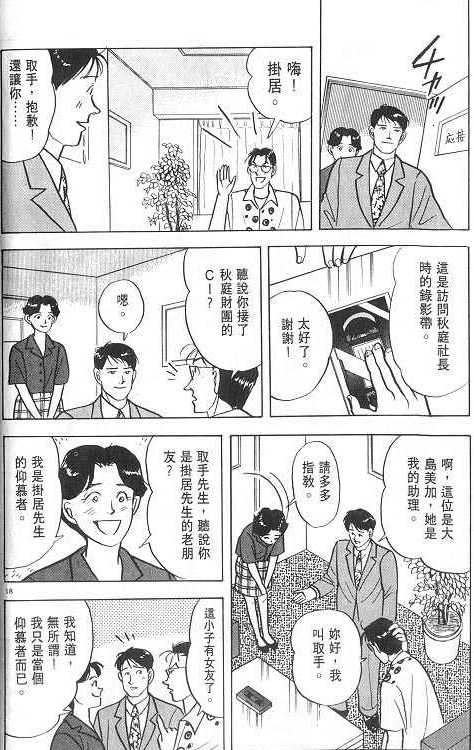 應接
嗨！
掛居。
取手，抱歉！
還讓你……
這是訪問秋庭社長
時的錄影帶。
太好了。
謝謝！
聽說你接了
秋庭財團的
CI？
嗯。
啊，這位是大
島美加，她是
我的助理。
請多多
指教。
妳好，我
叫取手。
取手先生，聽說你
是掛居先生的老朋
友？
我是掛居先生
的仰慕者。
18
這小子有女友了。
我知道，
無所謂！
我只是當個
仰慕者而已。